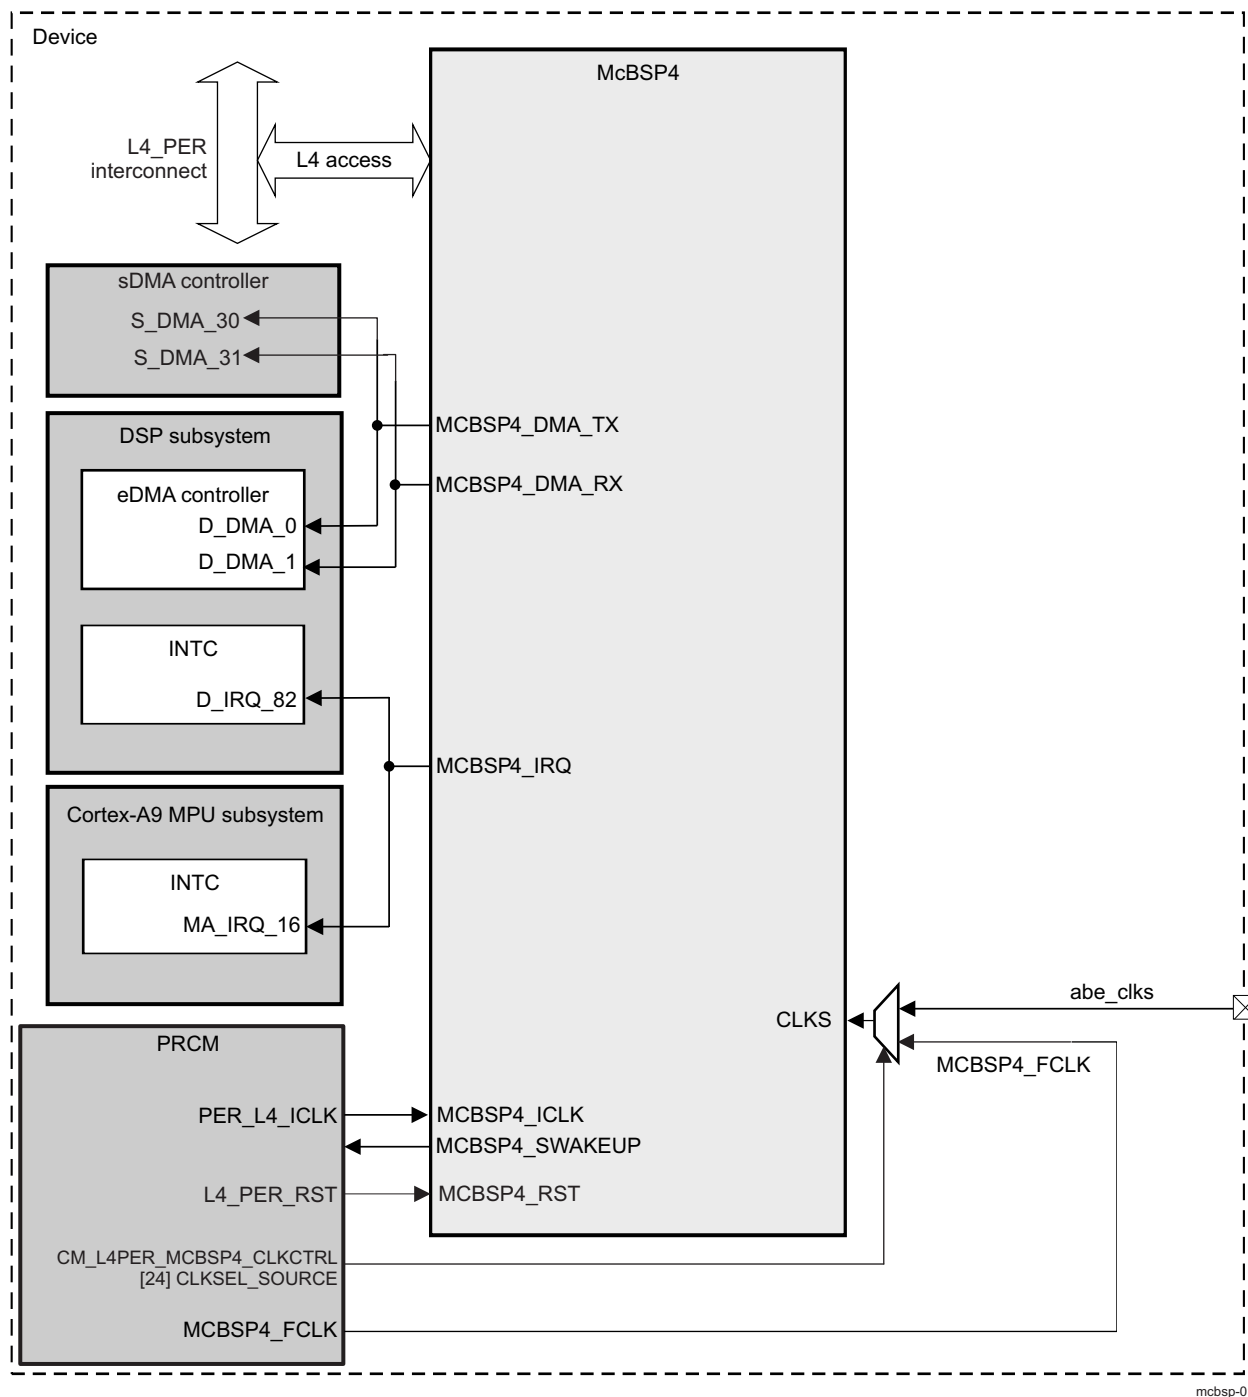 Device
McBSP4
L4_PER
interconnect
L4 access
sDMA controller
S_DMA_30
S_DMA_31
MCBSP4_DMA_TX
DSP subsystem
MCBSP4_DMA_RX
eDMA controller
D_DMA_0
D_DMA_1
INTC
D_IRQ_82
MCBSP4_IRQ
Cortex-A9 MPU subsystem
INTC
MA_IRQ_16
abe_clks
CLKS
PRCM
MCBSP4_FCLK
PER_L4_ICLK
MCBSP4_ICLK
MCBSP4_SWAKEUP
L4_PER_RST
MCBSP4_RST
CM_L4PER_MCBSP4_CLKCTRL
[24] CLKSEL_SOURCE
MCBSP4_FCLK
mcbsp-0